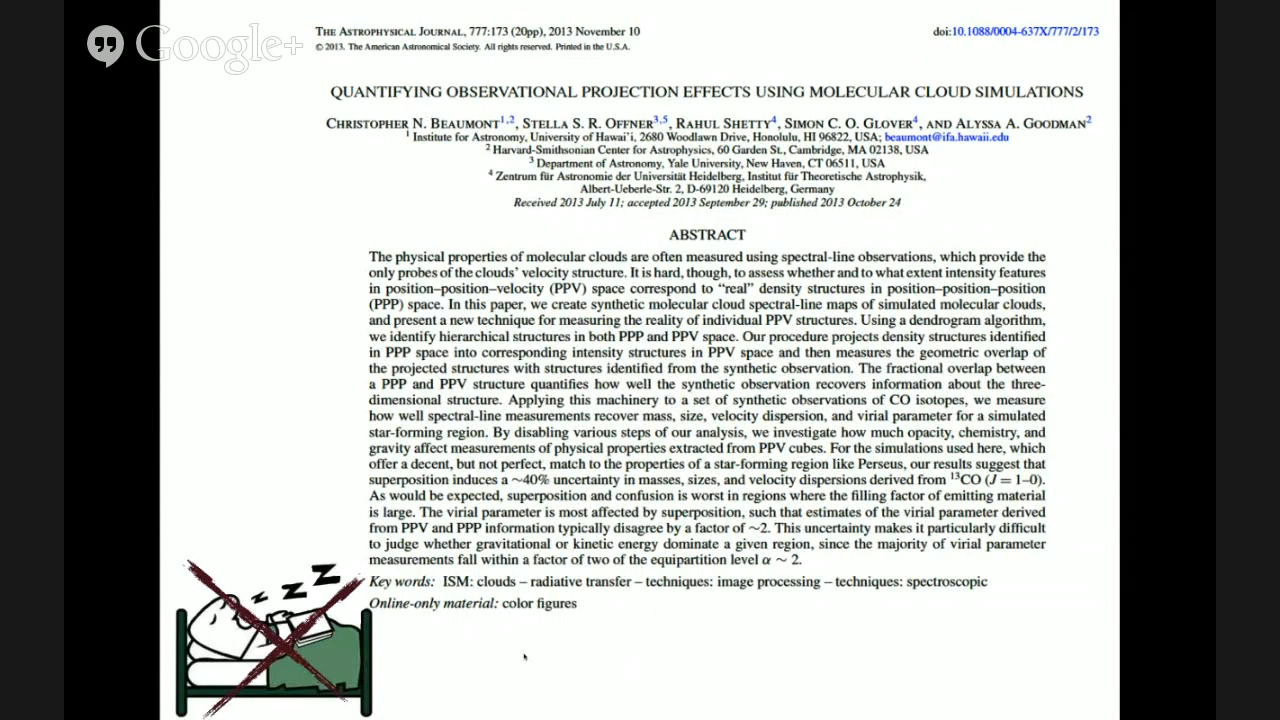 Google+
THE ASTROPHYSICAL JOURNAL, 777:173 (20pp), 2013 November 10
doi:10.1088/0004-637X/777/2/173
© 2013. The American Astronomical Society. All rights reserved. Printed in the U.S.A.
QUANTIFYING OBSERVATIONAL PROJECTION EFFECTS USING MOLECULAR CLOUD SIMULATIONS
CHRISTOPHER N. BEAUMONT1,2, STELLA S. R. OFFNER3,5, RAHUL SHETTY4, SIMON C. O. GLOVER4, AND ALYSSA A. GOODMAN2
1 Institute for Astronomy, University of Hawai'i, 2680 Woodlawn Drive, Honolulu, HI 96822, USA; beaumont@ifa.hawaii.edu
2 Harvard-Smithsonian Center for Astrophysics, 60 Garden St., Cambridge, MA 02138, USA
3 Department of Astronomy, Yale University, New Haven, CT 06511, USA
4 Zentrum für Astronomie der Universität Heidelberg, Institut für Theoretische Astrophysik,
Albert-Ueberle-Str. 2, D-69120 Heidelberg, Germany
Received 2013 July 11; accepted 2013 September 29; published 2013 October 24
ABSTRACT
The physical properties of molecular clouds are often measured using spectral-line observations, which provide the
only probes of the clouds' velocity structure. It is hard, though, to assess whether and to what extent intensity features
in position–position–velocity (PPV) space correspond to "real" density structures in position–position–position
(PPP) space. In this paper, we create synthetic molecular cloud spectral-line maps of simulated molecular clouds,
and present a new technique for measuring the reality of individual PPV structures. Using a dendrogram algorithm,
we identify hierarchical structures in both PPP and PPV space. Our procedure projects density structures identified
in PPP space into corresponding intensity structures in PPV space and then measures the geometric overlap of
the projected structures with structures identified from the synthetic observation. The fractional overlap between
a PPP and PPV structure quantifies how well the synthetic observation recovers information about the three-
dimensional structure. Applying this machinery to a set of synthetic observations of CO isotopes, we measure
how well spectral-line measurements recover mass, size, velocity dispersion, and virial parameter for a simulated
star-forming region. By disabling various steps of our analysis, we investigate how much opacity, chemistry, and
gravity affect measurements of physical properties extracted from PPV cubes. For the simulations used here, which
offer a decent, but not perfect, match to the properties of a star-forming region like Perseus, our results suggest that
superposition induces a ~40% uncertainty in masses, sizes, and velocity dispersions derived from 13CO (J = 1–0).
As would be expected, superposition and confusion is worst in regions where the filling factor of emitting material
is large. The virial parameter is most affected by superposition, such that estimates of the virial parameter derived
from PPV and PPP information typically disagree by a factor of ~2. This uncertainty makes it particularly difficult
to judge whether gravitational or kinetic energy dominate a given region, since the majority of virial parameter
measurements fall within a factor of two of the equipartition level α ~ 2.
Key words: ISM: clouds – radiative transfer – techniques: image processing – techniques: spectroscopic
Online-only material: color figures
z z Z